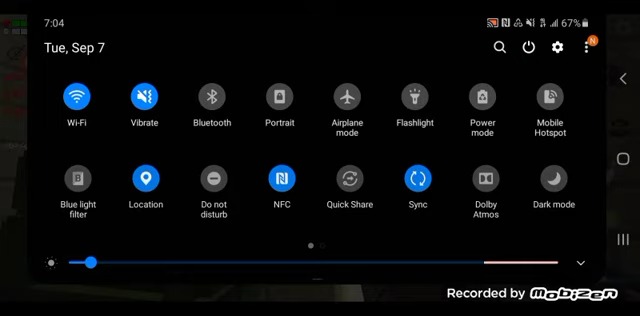 7:04
67%
Tue, Sep 7
N
Wi-Fi
Vibrate
Bluetooth
Portrait
Airplane
mode
Flashlight
Power
mode
Mobile
Hotspot
Blue light
filter
Location
Do not
disturb
NFC
Quick Share
Sync
Dolby
Atmos
Dark mode
Recorded by mobizen